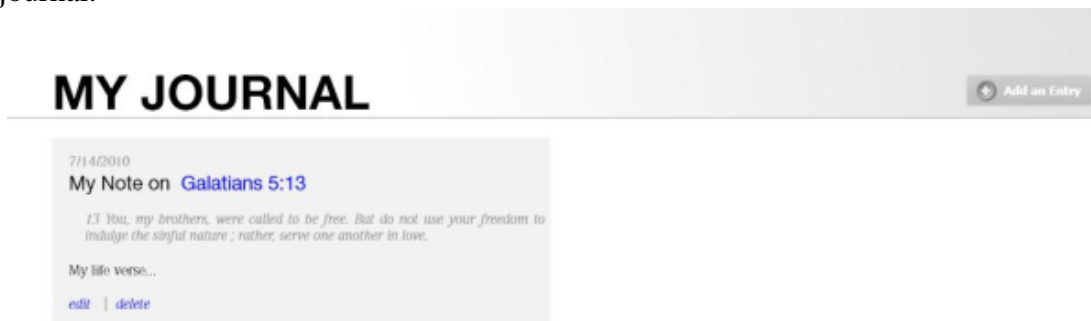 journal.
MY JOURNAL
Add an Entry
7/14/2010
My Note on Galatians 5:13
13 You, my brothers, were called to be free. But do not use your freedom to
indulge the sinful nature ; rather, serve one another in love.
My life verse...
edit | delete